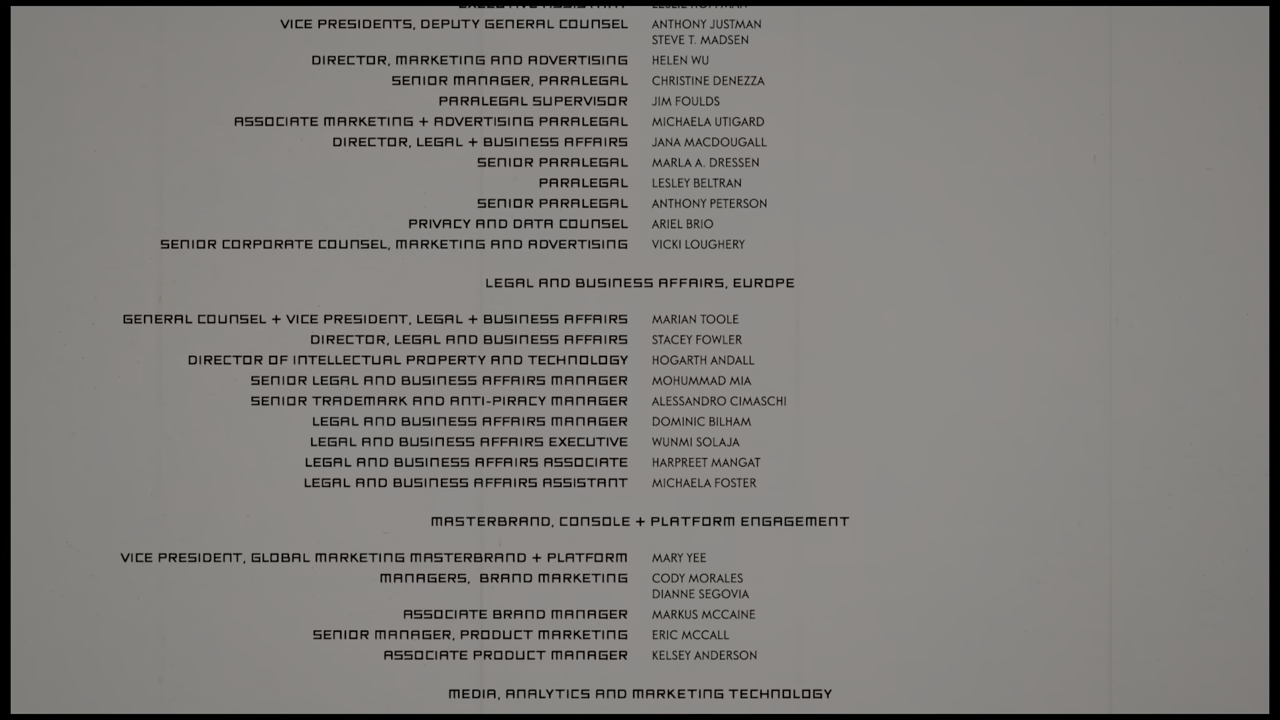 VICE PRESIDENTS, DEPUTY GENERAL COUNSEL ANTHONY JUSTMAN
STEVE T. MADSEN
DIRECTOR, MARKETING AND ADVERTISING HELEN WU
SENIOR MANAGER, PARALEGAL CHRISTINE DENEZZA
PARALEGAL SUPERVISOR JIM FOULDS
ASSOCIATE MARKETING + ADVERTISING PARALEGAL MICHAELA UTIGARD
DIRECTOR, LEGAL + BUSINESS AFFAIRS JANA MACDOUGALL
SENIOR PARALEGAL MARLA A. DRESSEN
PARALEGAL LESLEY BELTRAN
SENIOR PARALEGAL ANTHONY PETERSON
PRIVACY AND DATA COUNSEL ARIEL BRIO
SENIOR CORPORATE COUNSEL, MARKETING AND ADVERTISING VICKI LOUGHERY
LEGAL AND BUSINESS AFFAIRS, EUROPE
GENERAL COUNSEL + VICE PRESIDENT, LEGAL + BUSINESS AFFAIRS MARIAN TOOLE
DIRECTOR, LEGAL AND BUSINESS AFFAIRS STACEY FOWLER
DIRECTOR OF INTELLECTUAL PROPERTY AND TECHNOLOGY HOGARTH ANDALL
SENIOR LEGAL AND BUSINESS AFFAIRS MANAGER MOHUMMAD MIA
SENIOR TRADEMARK AND ANTI-PIRACY MANAGER ALESSANDRO CIMASCHI
LEGAL AND BUSINESS AFFAIRS MANAGER DOMINIC BILHAM
LEGAL AND BUSINESS AFFAIRS EXECUTIVE WUNMI SOLAJA
LEGAL AND BUSINESS AFFAIRS ASSOCIATE HARPREET MANGAT
LEGAL AND BUSINESS AFFAIRS ASSISTANT MICHAELA FOSTER
MASTERBRAND, CONSOLE + PLATFORM ENGAGEMENT
VICE PRESIDENT, GLOBAL MARKETING MASTERBRAND + PLATFORM MARY YEE
MANAGERS, BRAND MARKETING CODY MORALES
DIANNE SEGOVIA
ASSOCIATE BRAND MANAGER MARKUS MCCAINE
SENIOR MANAGER, PRODUCT MARKETING ERIC MCCALL
ASSOCIATE PRODUCT MANAGER KELSEY ANDERSON
MEDIA, ANALYTICS AND MARKETING TECHNOLOGY